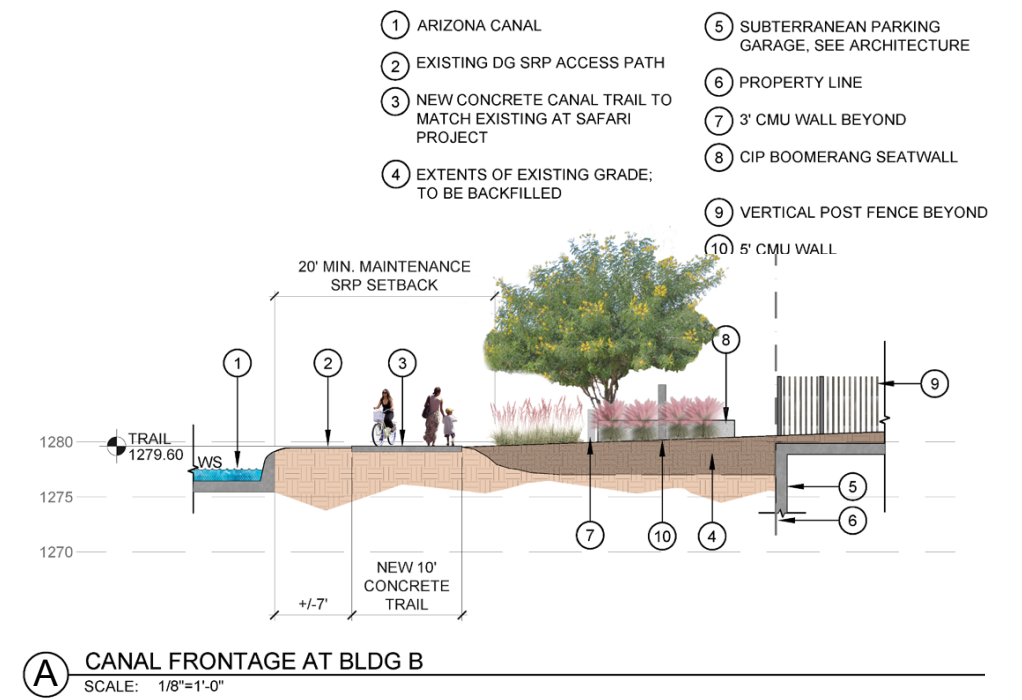 1 ARIZONA CANAL
2 EXISTING DG SRP ACCESS PATH
3 NEW CONCRETE CANAL TRAIL TO
MATCH EXISTING AT SAFARI
PROJECT
4 EXTENTS OF EXISTING GRADE;
TO BE BACKFILLED
5 SUBTERRANEAN PARKING
GARAGE, SEE ARCHITECTURE
6 PROPERTY LINE
7 3' CMU WALL BEYOND
8 CIP BOOMERANG SEATWALL
9 VERTICAL POST FENCE BEYOND
10 5' CMU WALL
20' MIN. MAINTENANCE
SRP SETBACK
8
1
2
3
9
1280
TRAIL
1279.60
WS
1275
5
7
10
4
6
1270
NEW 10'
CONCRETE
TRAIL
+/-7'
A
CANAL FRONTAGE AT BLDG B
SCALE: 1/8"=1'-0"